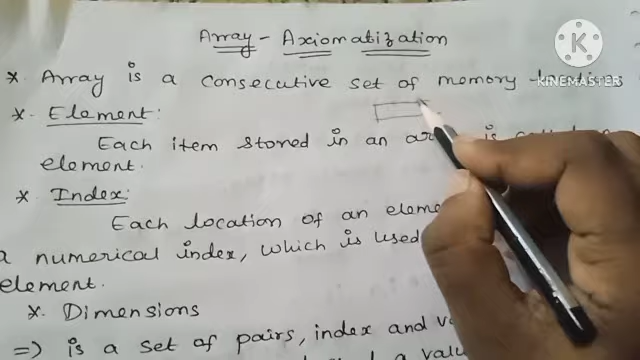 Array - Axiomatization
* Array is a consecutive set of memory
KINEMASTER
* Element:
Each item stored in an is
element.
* Index:
Each location of an
a numerical index, which is used
element.
* Dimensions
=> is a set of pairs, index and
a